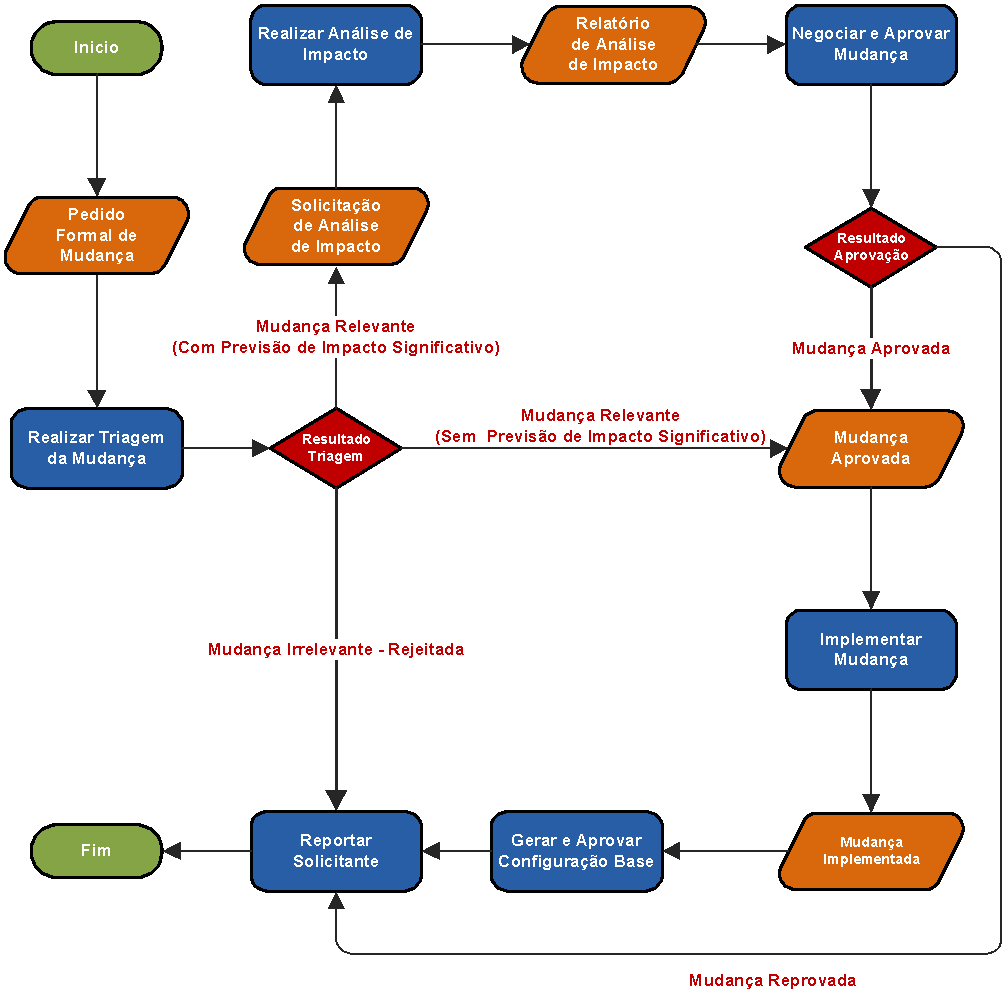 Inicio
Pedido
Formal de
Mudança
Realizar Triagem
da Mudança
Resultado
Triagem
Mudança Relevante
(Com Previsão de Impacto Significativo)
Solicitação
de Análise
de Impacto
Realizar Análise de
Impacto
Relatório
de Análise
de Impacto
Negociar e Aprovar
Mudança
Resultado
Aprovação
Mudança Aprovada
Mudança Relevante
(Sem  Previsão de Impacto Significativo)
Mudança
Aprovada
Implementar
Mudança
Mudança
Implementada
Gerar e Aprovar
Configuração Base
Mudança Irrelevante - Rejeitada
Reportar
Solicitante
Fim
Mudança Reprovada